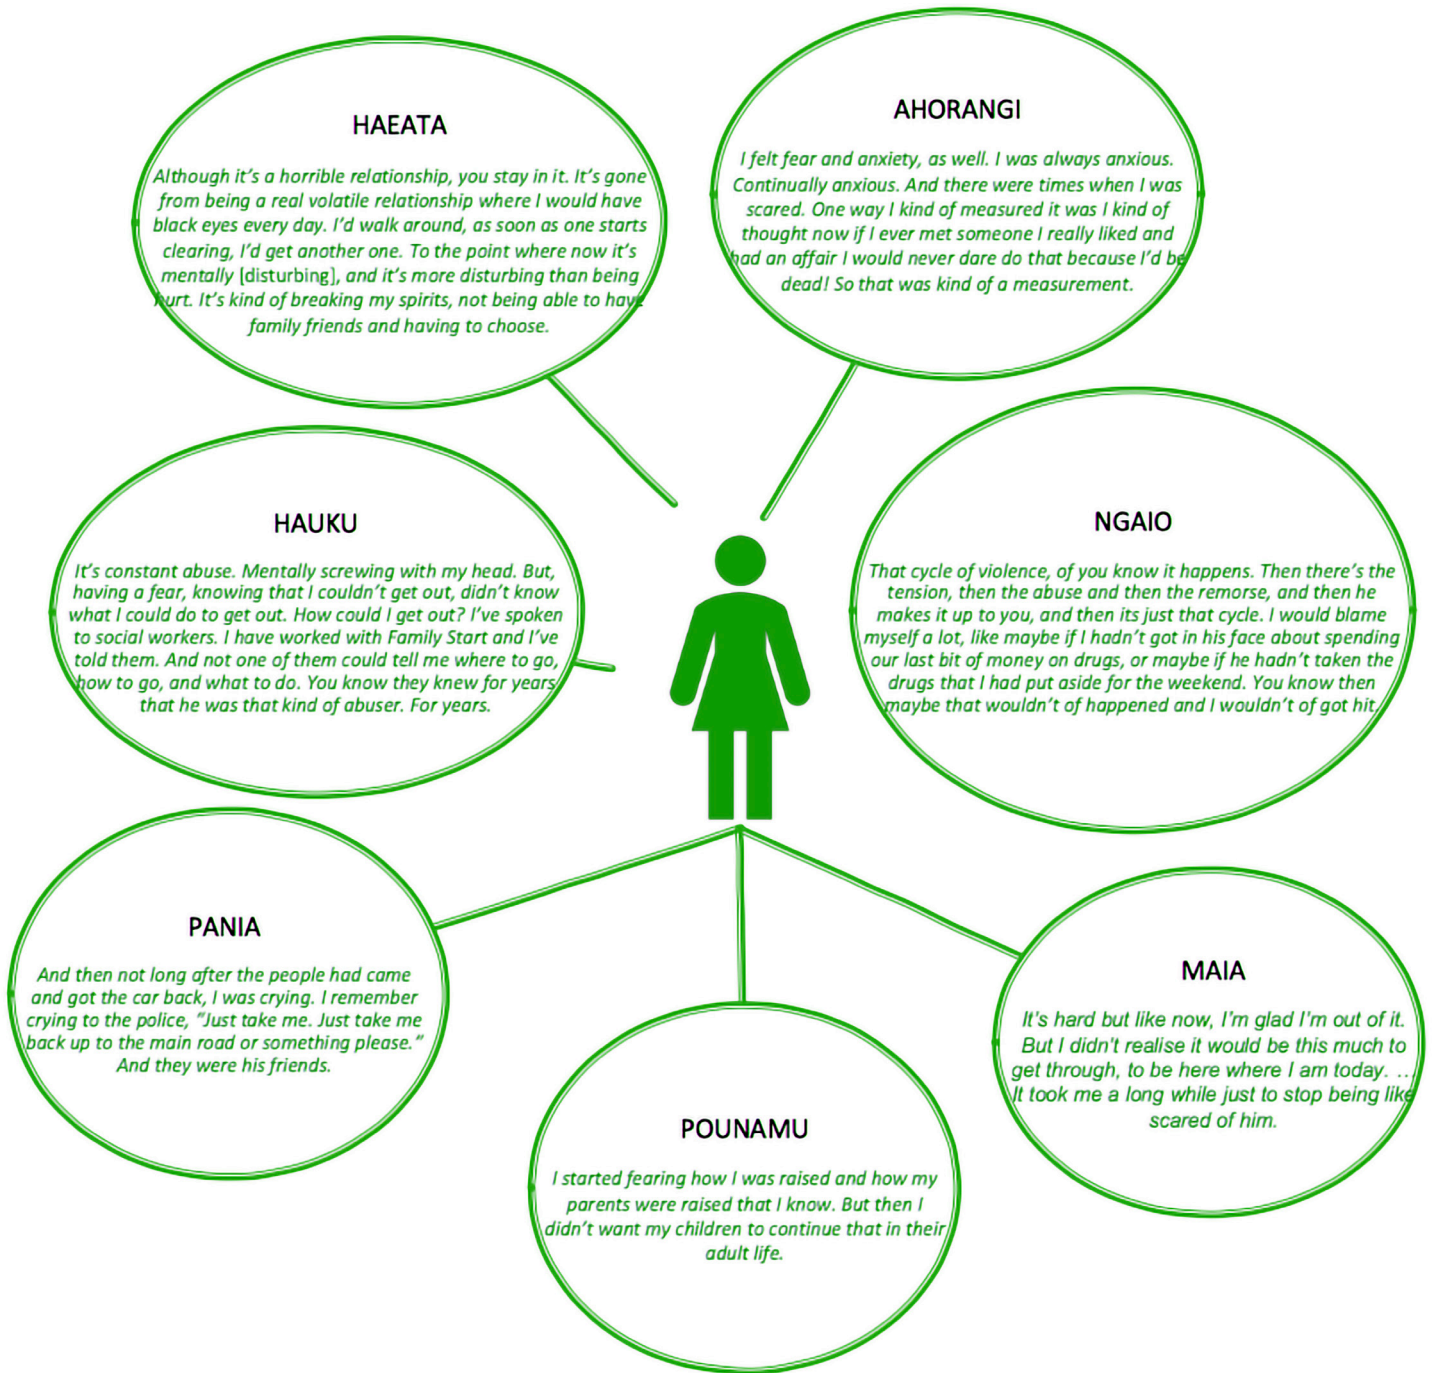 HAEATA
Although it's a horrible relationship, you stay in it. It's gone
from being a real volatile relationship where I would have
black eyes every day. I'd walk around, as soon as one starts
clearing, I'd get another one. To the point where now it's
mentally [disturbing], and it's more disturbing than being
hurt. It's kind of breaking my spirits, not being able to have
family friends and having to choose.
AHORANGI
I felt fear and anxiety, as well. I was always anxious.
Continually anxious. And there were times when I was
scared. One way I kind of measured it was I kind of
thought now if I ever met someone I really liked and
had an affair I would never dare do that because I'd be
dead! So that was kind of a measurement.
HAUKU
It's constant abuse. Mentally screwing with my head. But,
having a fear, knowing that I couldn't get out, didn't know
what I could do to get out. How could I get out? I've spoken
to social workers. I have worked with Family Start and I've
told them. And not one of them could tell me where to go,
how to go, and what to do. You know they knew for years
that he was that kind of abuser. For years.
NGAIO
That cycle of violence, of you know it happens. Then there's the
tension, then the abuse and then the remorse, and then he
makes it up to you, and then its just that cycle. I would blame
myself a lot, like maybe if I hadn't got in his face about spending
our last bit of money on drugs, or maybe if he hadn't taken the
drugs that I had put aside for the weekend. You know then
maybe that wouldn't of happened and I wouldn't of got hit.
PANIA
And then not long after the people had came
and got the car back, I was crying. I remember
crying to the police, "Just take me. Just take me
back up to the main road or something please."
And they were his friends.
MAIA
It's hard but like now, I'm glad I'm out of it.
But I didn't realise it would be this much to
get through, to be here where I am today. ...
It took me a long while just to stop being like
scared of him.
POUNAMU
I started fearing how I was raised and how my
parents were raised that I know. But then I
didn't want my children to continue that in their
adult life.